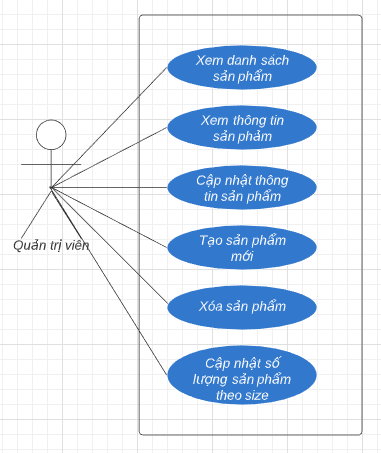 Xem danh sách
sản phẩm
Xem thông tin
sản phảm
Cập nhật thông
tin sản phẩm
Tạo sản phẩm
mới
Quản trị viên
Xóa sản phẩm
Cập nhật số
lượng sản phẩm
theo size